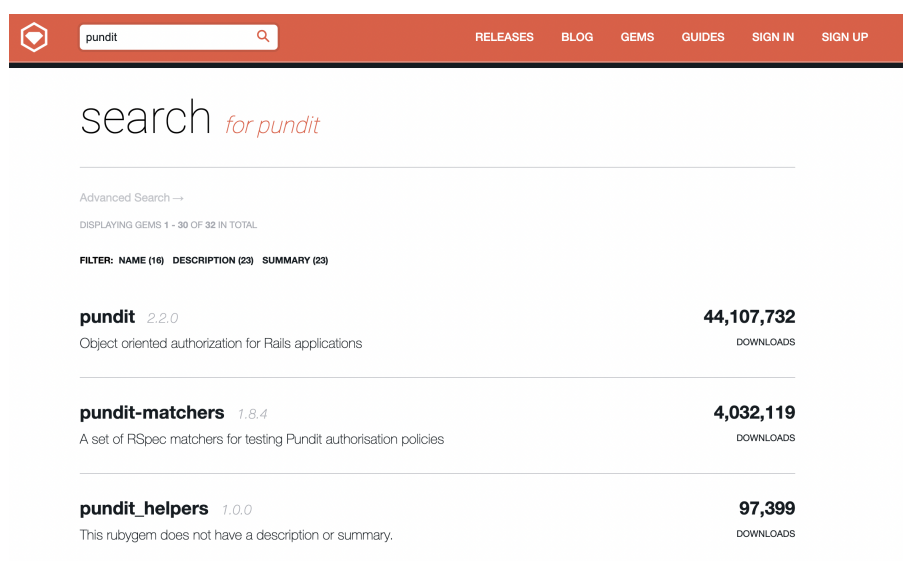 pundit
RELEASES BLOG GEMS GUIDES SIGN IN SIGN UP
search for pundit
Advanced Search →
DISPLAYING GEMS 1 - 30 OF 32 IN TOTAL
FILTER: NAME (16) DESCRIPTION (23) SUMMARY (23)
pundit 2.2.0
44,107,732
Object oriented authorization for Rails applications
DOWNLOADS
pundit-matchers 1.8.4
4,032,119
A set of RSpec matchers for testing Pundit authorisation policies
DOWNLOADS
pundit_helpers 1.0.0
97,399
This rubygem does not have a description or summary.
DOWNLOADS